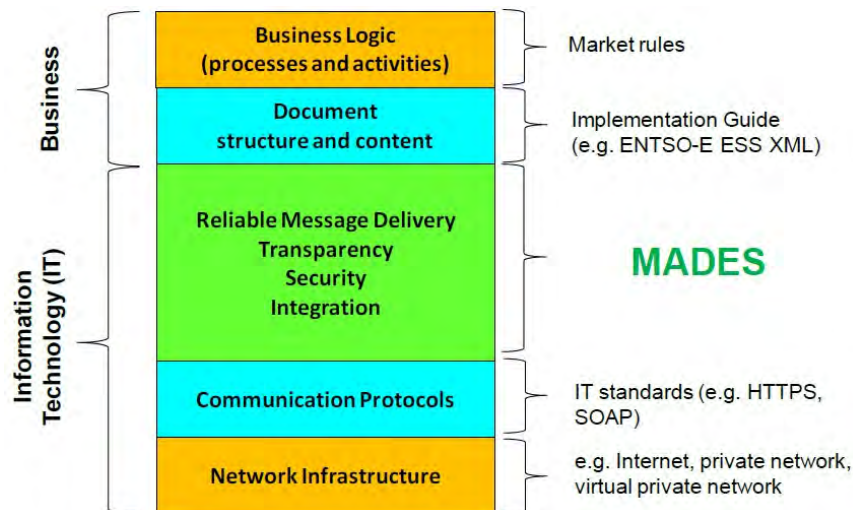 Business
Business Logic
(processes and activities)
Market rules
Document
structure and content
Implementation Guide
(e.g. ENTSO-E ESS XML)
Information
Technology (IT)
Reliable Message Delivery
Transparency
Security
Integration
MADES
Communication Protocols
IT standards (e.g. HTTPS,
SOAP)
Network Infrastructure
e.g. Internet, private network,
virtual private network